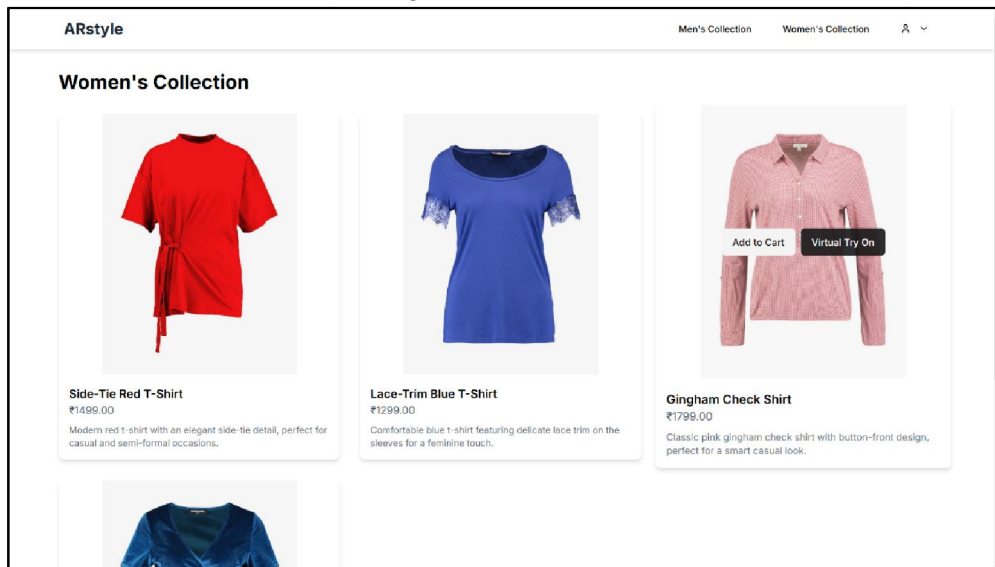 ARstyle
Men's Collection
Women's Collection
Women's Collection
Add to Cart
Virtual Try On
Side-Tie Red T-Shirt
₹1499.00
Modern red t-shirt with an elegant side-tie detail, perfect for
casual and semi-formal occasions.
Lace-Trim Blue T-Shirt
₹1299.00
Comfortable blue t-shirt featuring delicate lace trim on the
sleeves for a feminine touch.
Gingham Check Shirt
₹1799.00
Classic pink gingham check shirt with button-front design,
perfect for a smart casual look.